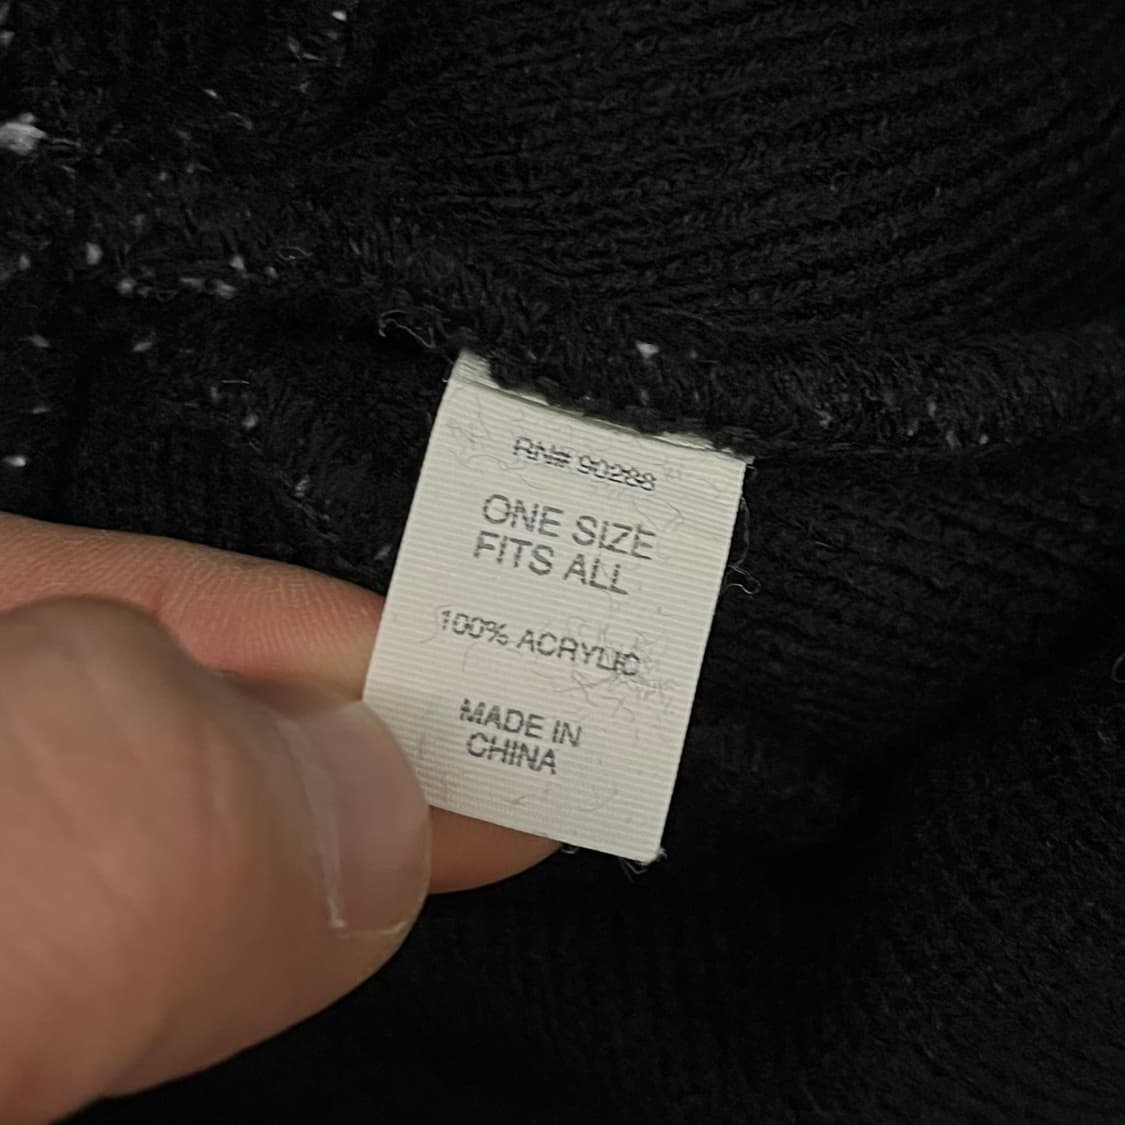 RN# 90288
ONE SIZE
FITS ALL
100% ACRYLIC
MADE IN
CHINA